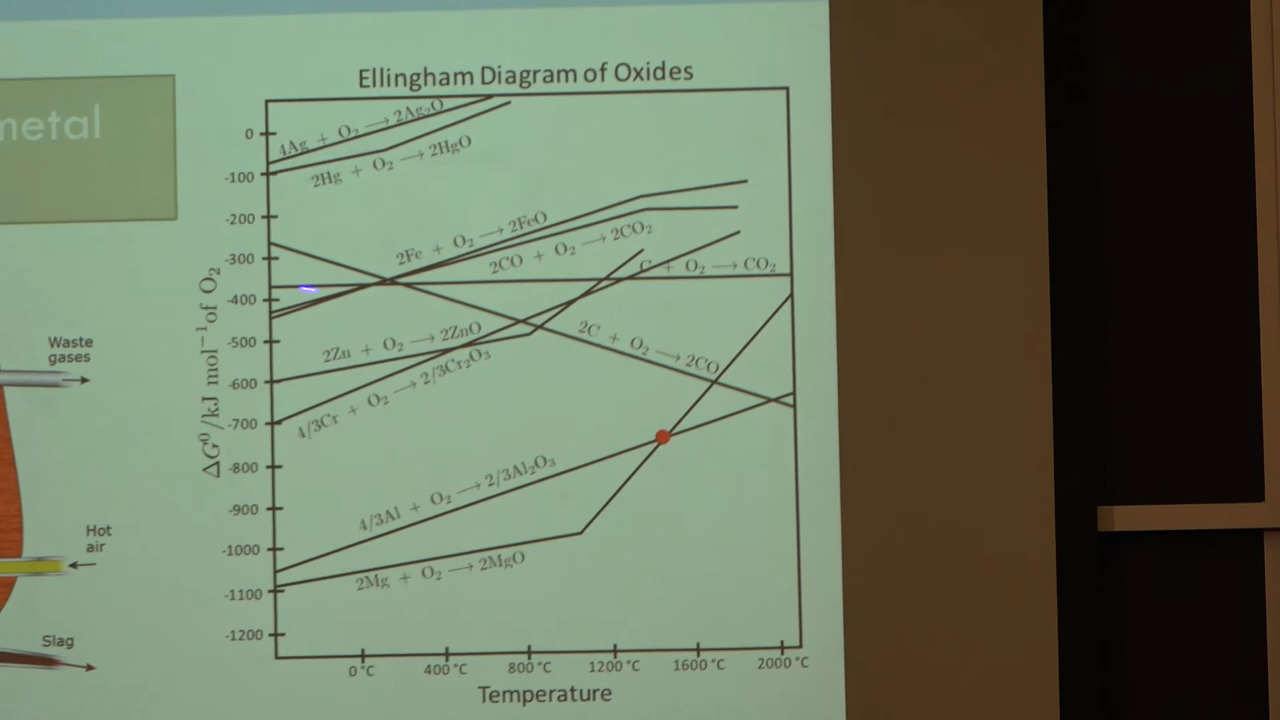 metal
Waste
gases
Hot
air
Slag
Ellingham Diagram of Oxides
ΔG⁰/kJ mol⁻¹of O₂
0
-100
-200
-300
-400
-500
-600
-700
-800
-900
-1000
-1100
-1200
4Ag + O₂ → 2Ag₂O
2Hg + O₂ → 2HgO
2Fe + O₂ → 2FeO
2CO + O₂ → 2CO₂
C + O₂ → CO₂
2Zn + O₂ → 2ZnO
2C + O₂ → 2CO
4/3Cr + O₂ → 2/3Cr₂O₃
4/3Al + O₂ → 2/3Al₂O₃
2Mg + O₂ → 2MgO
0°C 400°C 800°C 1200°C 1600°C 2000°C
Temperature